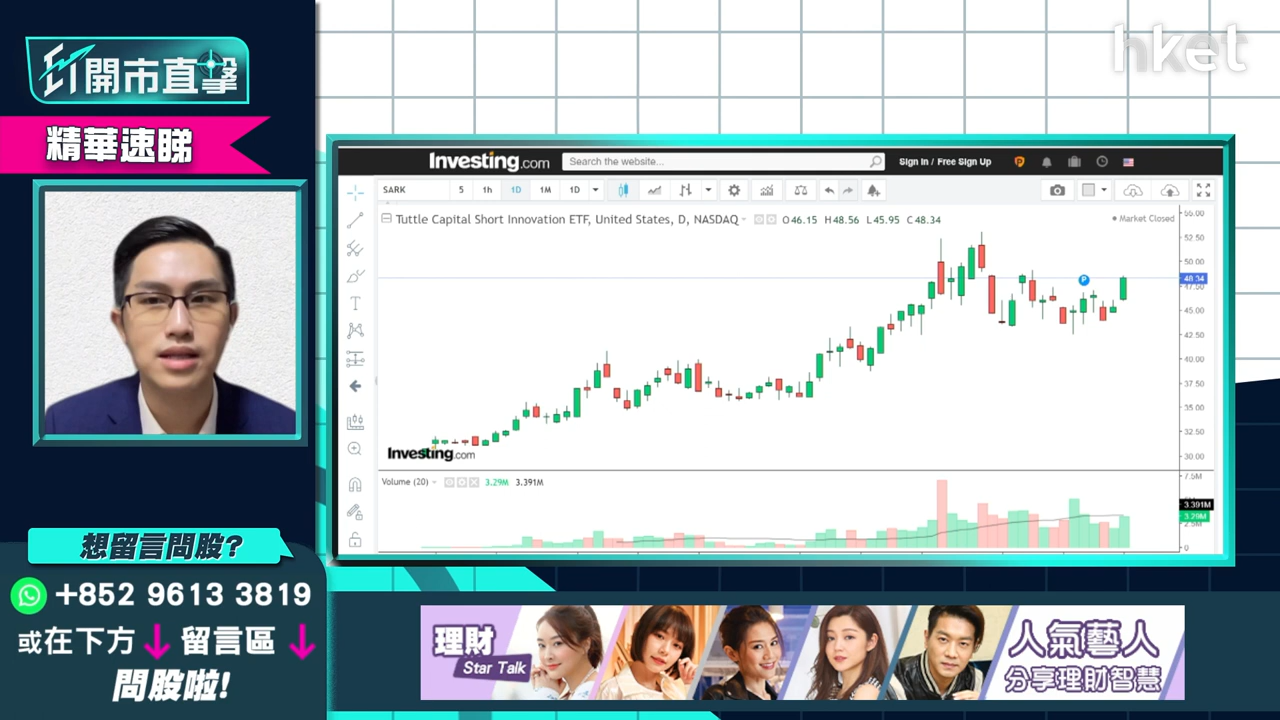 hket
ET開市直擊
精華速睇
Investing.com
Search the website...
Sign In / Free Sign Up
SARK
5
1h
1D
1M
1D
Tuttle Capital Short Innovation ETF, United States, D, NASDAQ
O46.15 H48.56 L45.95 C48.34
Market Closed
55.00
52.50
50.00
48.34
47.50
45.00
42.50
40.00
37.50
35.00
32.50
30.00
P
Investing.com
Volume (20)
3.29M
3.391M
7.5M
3.391M
3.29M
2.5M
0
想留言問股?
+852 9613 3819
或在下方 留言區
問股啦!
理財
Star Talk
人氣藝人
分享理財智慧